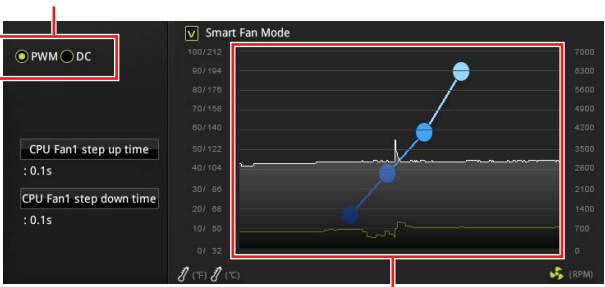 Smart Fan Mode
PWM DC
CPU Fan1 step up time
: 0.1s
CPU Fan1 step down time
: 0.1s
100/212 7000
90/194 6300
80/176 5600
70/158 4900
60/140 4200
50/122 3500
40/104 2800
30/ 86 2100
20/ 68 1400
10/ 50 700
0/ 32 0
(°F) (°C) (RPM)